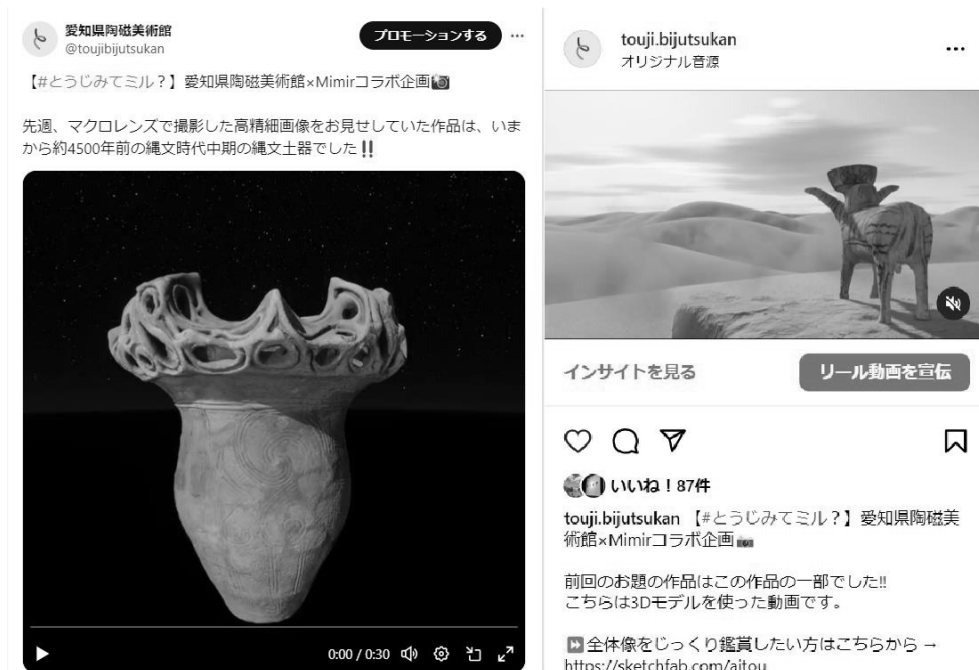 愛知県陶磁美術館
@toujibijutsukan
プロモーションする
【#とうじみてミル？】愛知県陶磁美術館×Mimirコラボ企画📷
先週、マクロレンズで撮影した高精細画像をお見せしていた作品は、いま
から約4500年前の縄文時代中期の縄文土器でした‼
0:00 / 0:30
touji.bijutsukan
オリジナル音源
インサイトを見る
リール動画を宣伝
いいね！87件
touji.bijutsukan 【#とうじみてミル？】愛知県陶磁美
術館×Mimirコラボ企画📷
前回のお題の作品はこの作品の一部でした‼
こちらは3Dモデルを使った動画です。
⏩全体像をじっくり鑑賞したい方はこちらから →
https://sketchfab.com/aitou